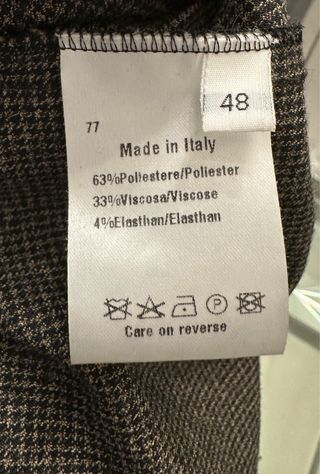 48
77
Made in Italy
63%Poliestere/Poliester
33%Viscosa/Viscose
4%Elasthan/Elasthan
P
Care on reverse